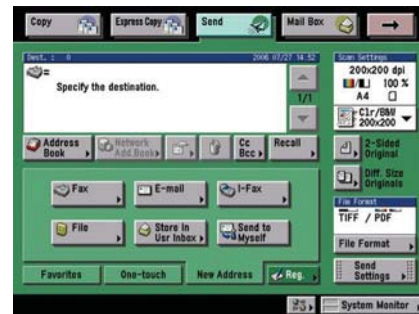 Copy
Express Copy
Send
Mail Box
Dest. : 0
2006 07/27 14:52
Specify the destination.
1/1
Address
Book
Network
Add.Book
Cc
Bcc
Recall
Fax
E-mail
I-Fax
File
Store in
Usr Inbox
Send to
Myself
Favorites
One-touch
New Address
Reg.
Scan Settings
200x200 dpi
100 %
A4
Clr/B&W
200x200
2-Sided
Original
Diff. Size
Originals
File Format
TIFF / PDF
File Format
Send
Settings
System Monitor